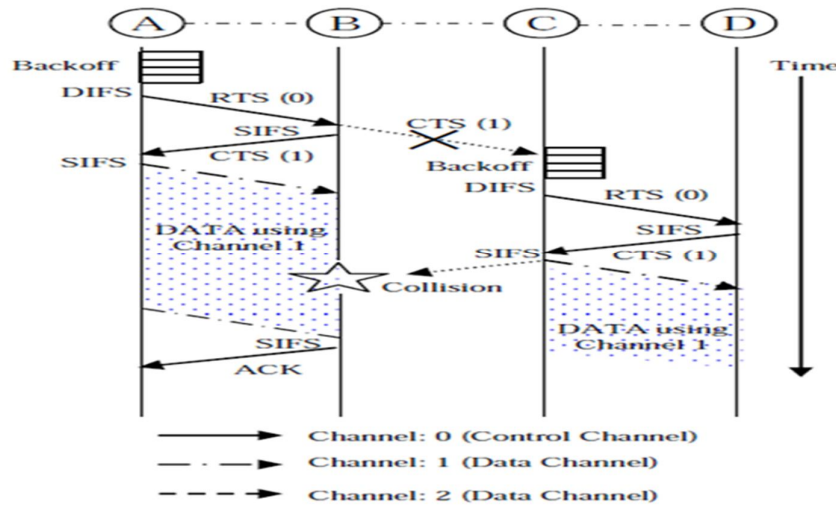 A B C D
Backoff
Time
DIFS
RTS (0)
CTS (1)
SIFS
CTS (1)
SIFS
Backoff
DIFS
RTS (0)
DATA using
Channel 1
SIFS
CTS (1)
SIFS
Collision
DATA using
Channel 1
SIFS
ACK
Channel: 0 (Control Channel)
Channel: 1 (Data Channel)
Channel: 2 (Data Channel)